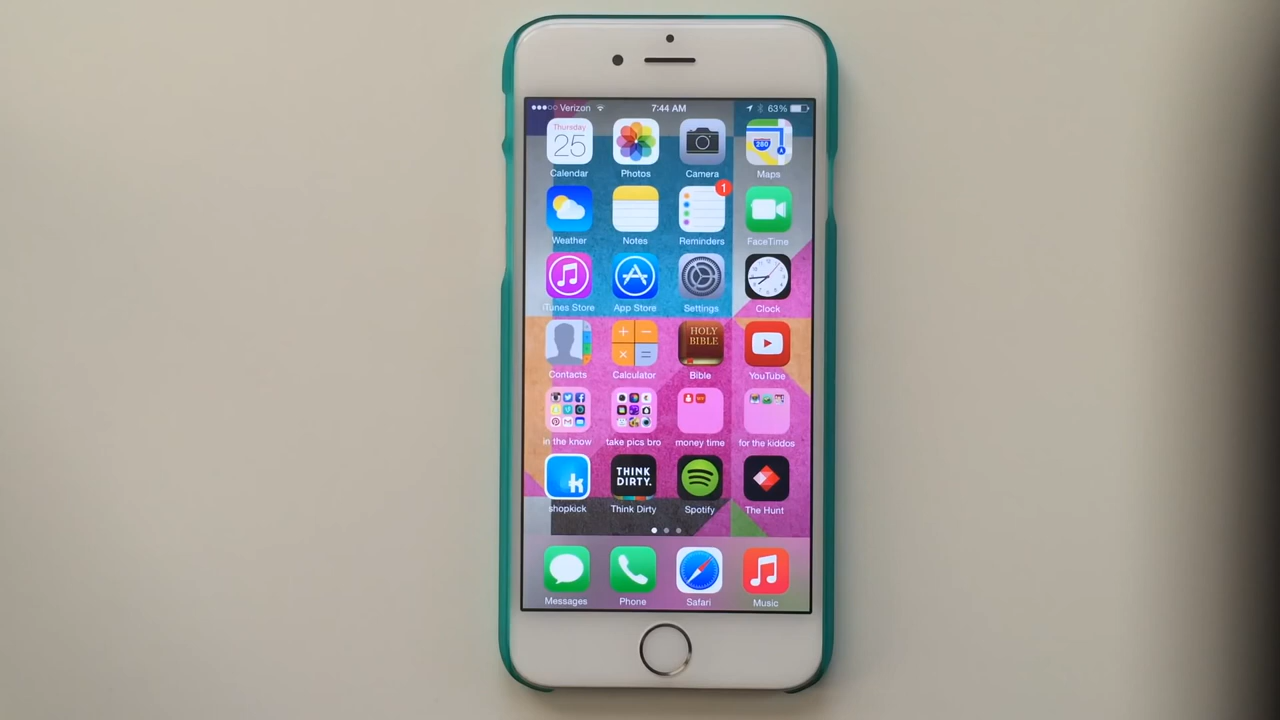 Verizon 7:44 AM 63%
Thursday
25
280
Calendar Photos Camera Maps
1
Weather Notes Reminders FaceTime
iTunes Store App Store Settings Clock
HOLY
BIBLE
Contacts Calculator Bible YouTube
in the know take pics bro money time for the kiddos
k
THINK
DIRTY.
shopkick Think Dirty Spotify The Hunt
Messages Phone Safari Music